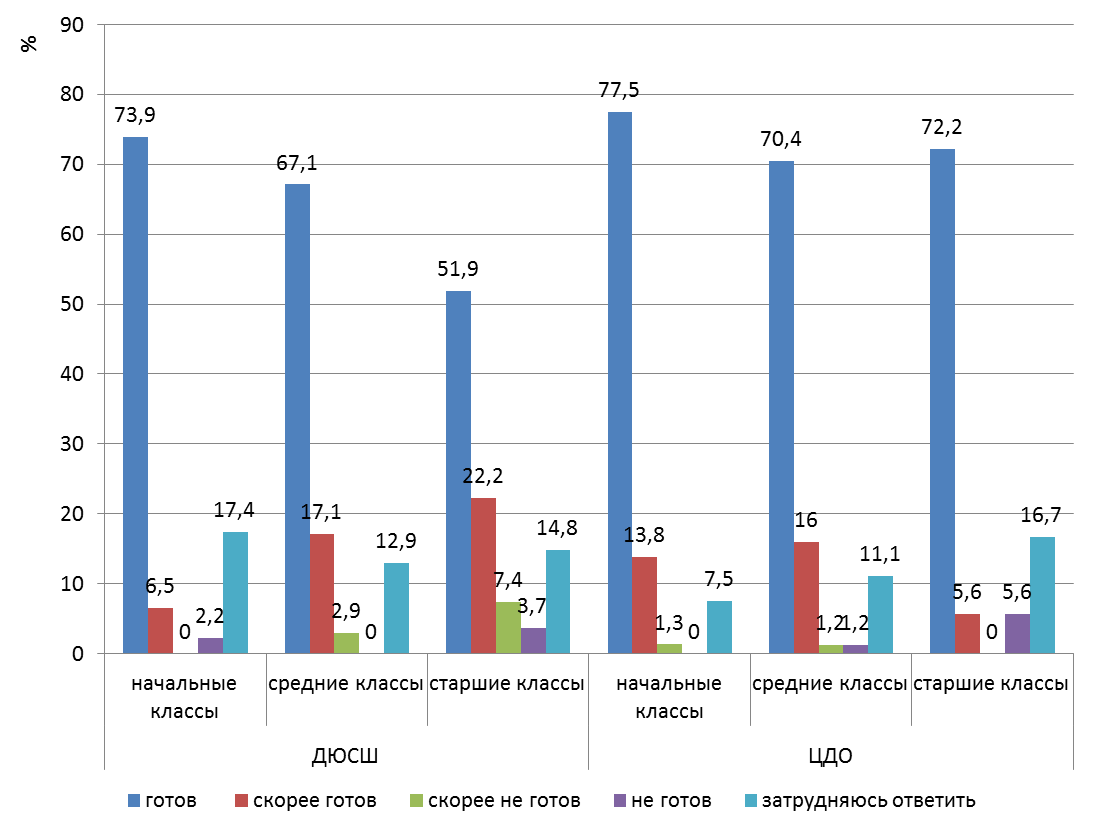 90
%
80
70
60
50
40
30
20
10
0
73,9
6,5
0
2,2
17,4
67,1
17,1
2,9
0
12,9
51,9
22,2
7,4
3,7
14,8
77,5
13,8
1,3
0
7,5
70,4
16
1,2
1,2
11,1
72,2
5,6
0
5,6
16,7
начальные
классы
средние классы
старшие классы
начальные
классы
средние классы
старшие классы
ДЮСШ
ЦДО
готов
скорее готов
скорее не готов
не готов
затрудняюсь ответить